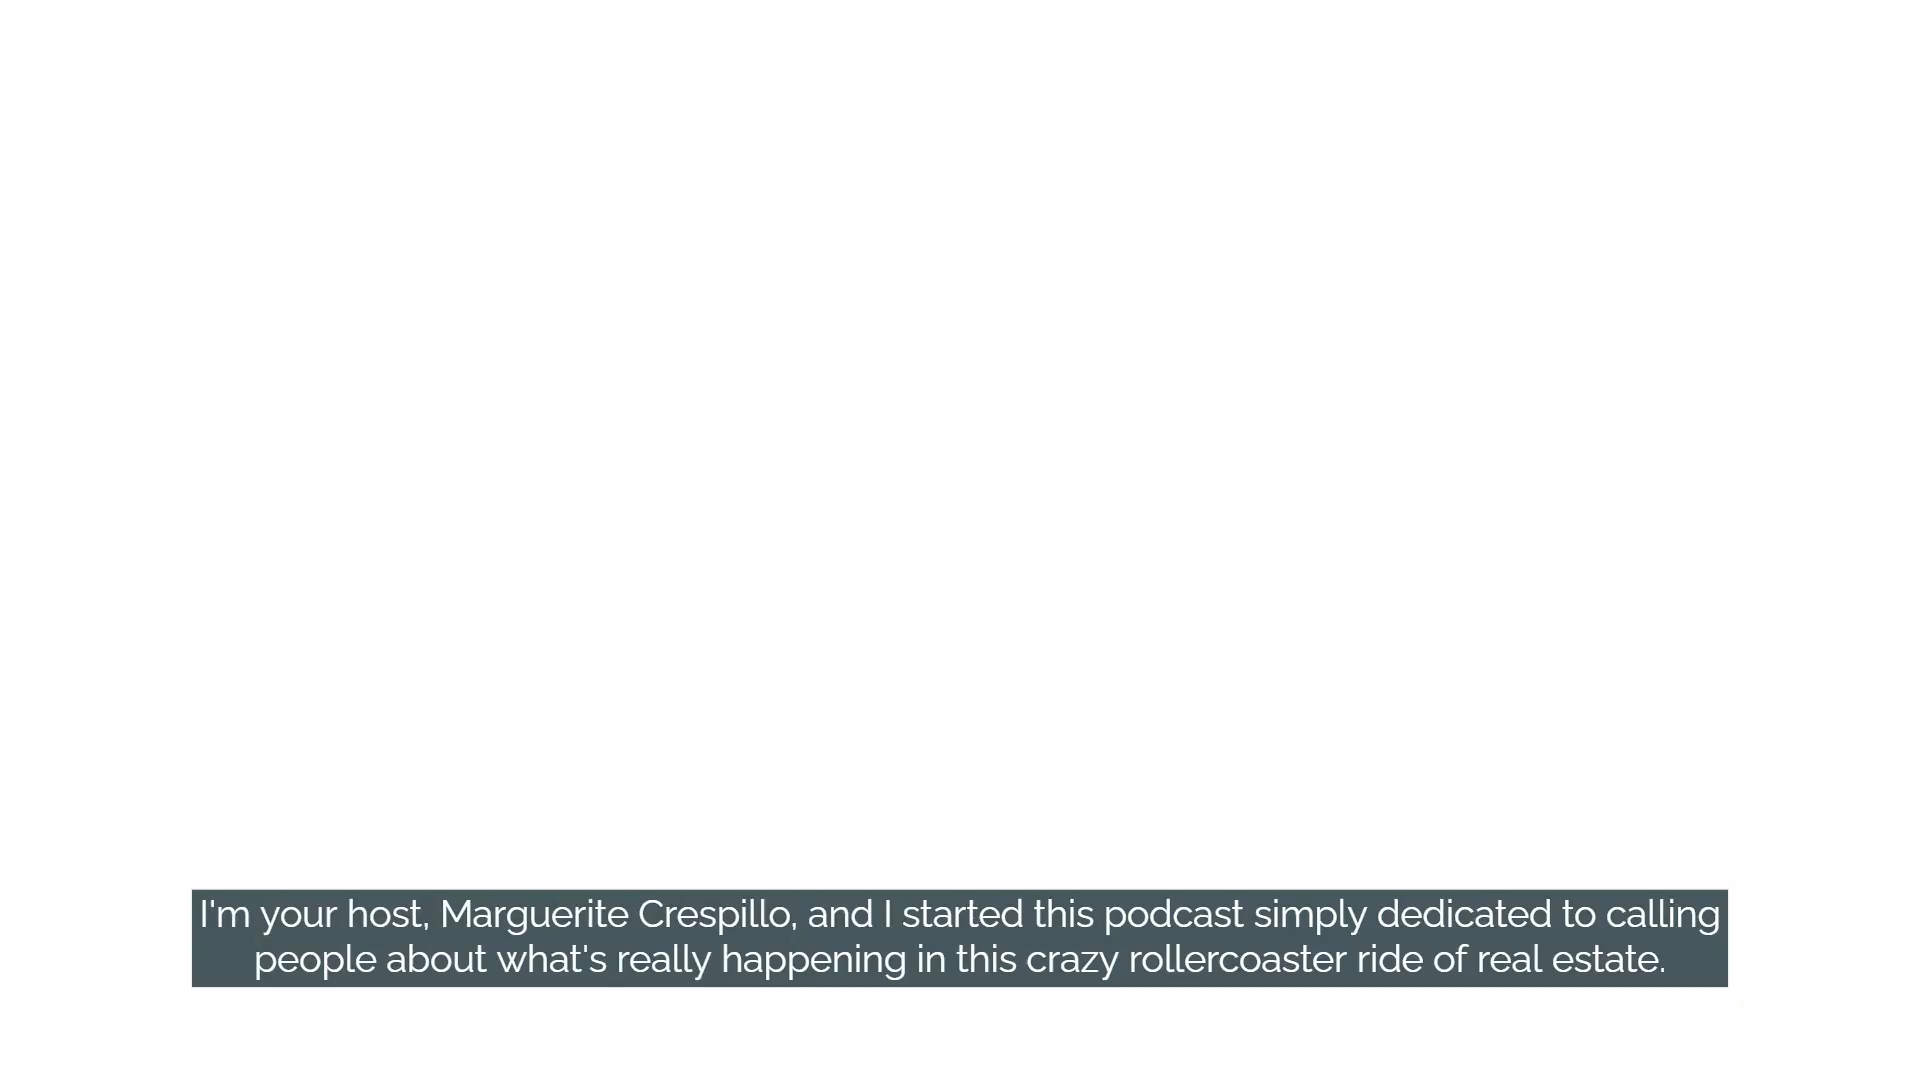 I'm your host, Marguerite Crespillo, and I started this podcast simply dedicated to calling
people about what's really happening in this crazy rollercoaster ride of real estate.